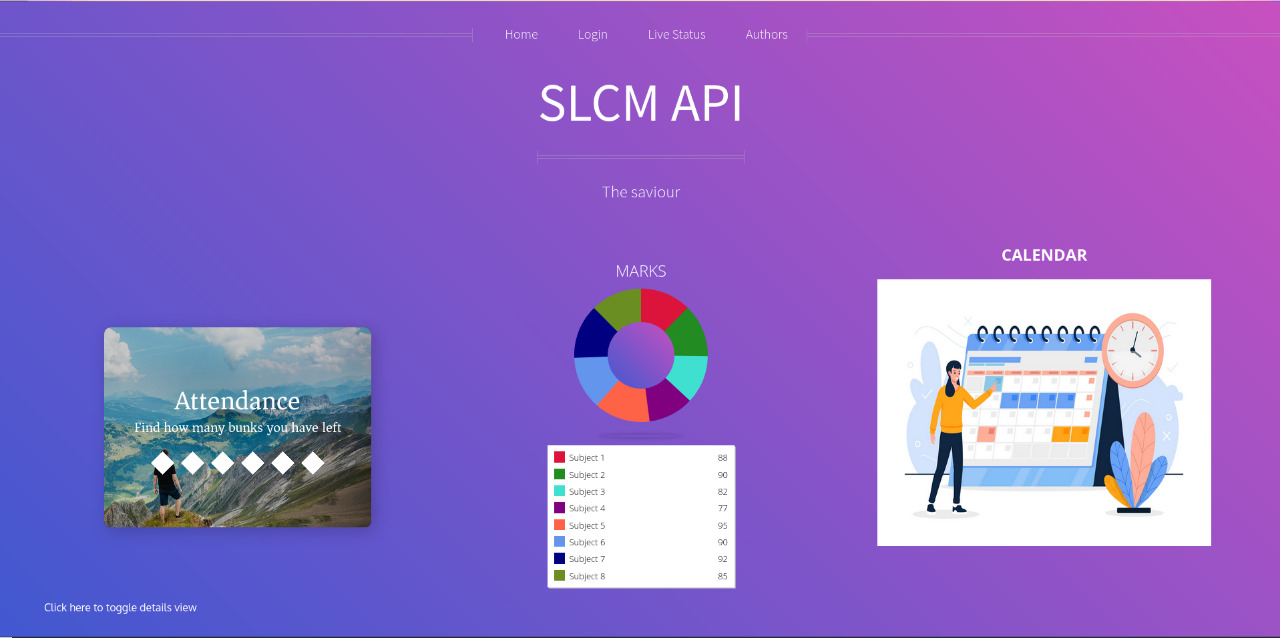 Home Login Live Status Authors
SLCM API
The saviour
CALENDAR
MARKS
Attendance
Find how many bunks you have left
Subject 1 88
Subject 2 90
Subject 3 82
Subject 4 77
Subject 5 95
Subject 6 90
Subject 7 92
Subject 8 85
Click here to toggle details view